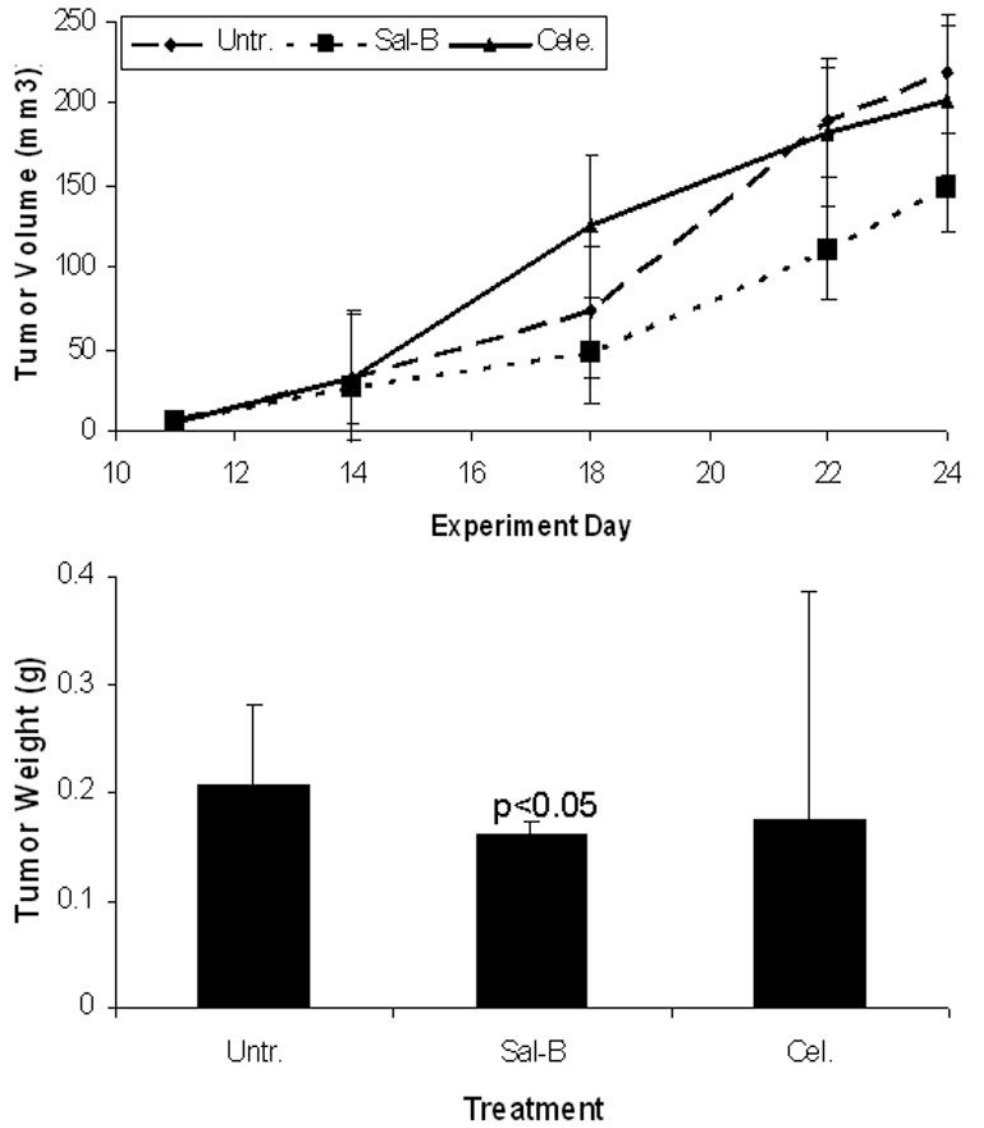 250
Untr. Sal-B Cele.
200
150
100
50
0
10 12 14 16 18 20 22 24
Tumor Volume (mm3)
Experiment Day
0.4
0.3
0.2
0.1
0
p<0.05
Tumor Weight (g)
Untr. Sal-B Cel.
Treatment